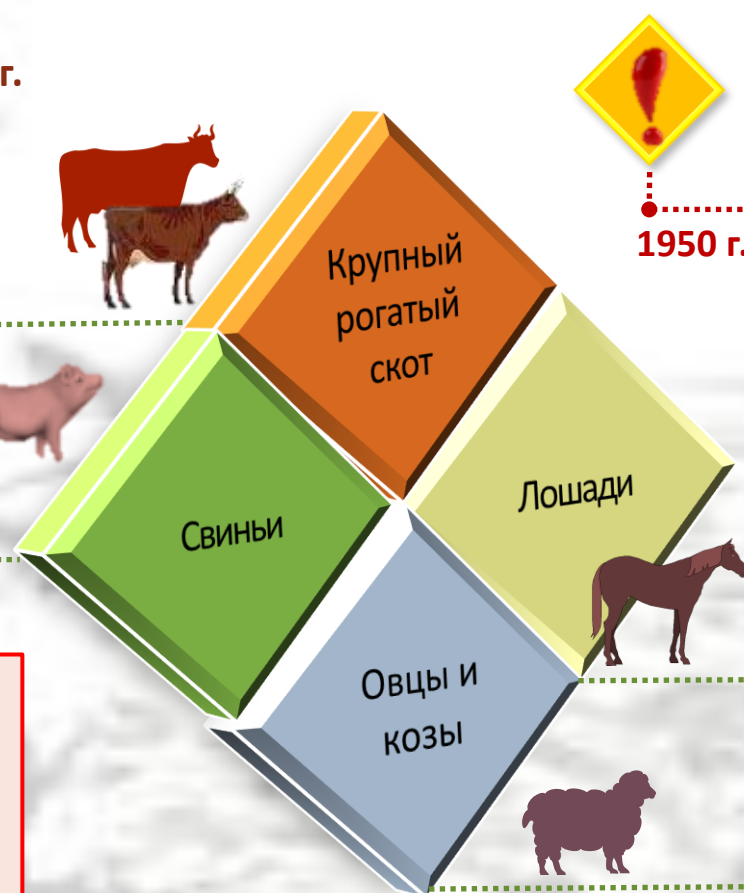 г.
1950 г.
Крупный
рогатый
скот
Лошади
Свиньи
Овцы и
козы